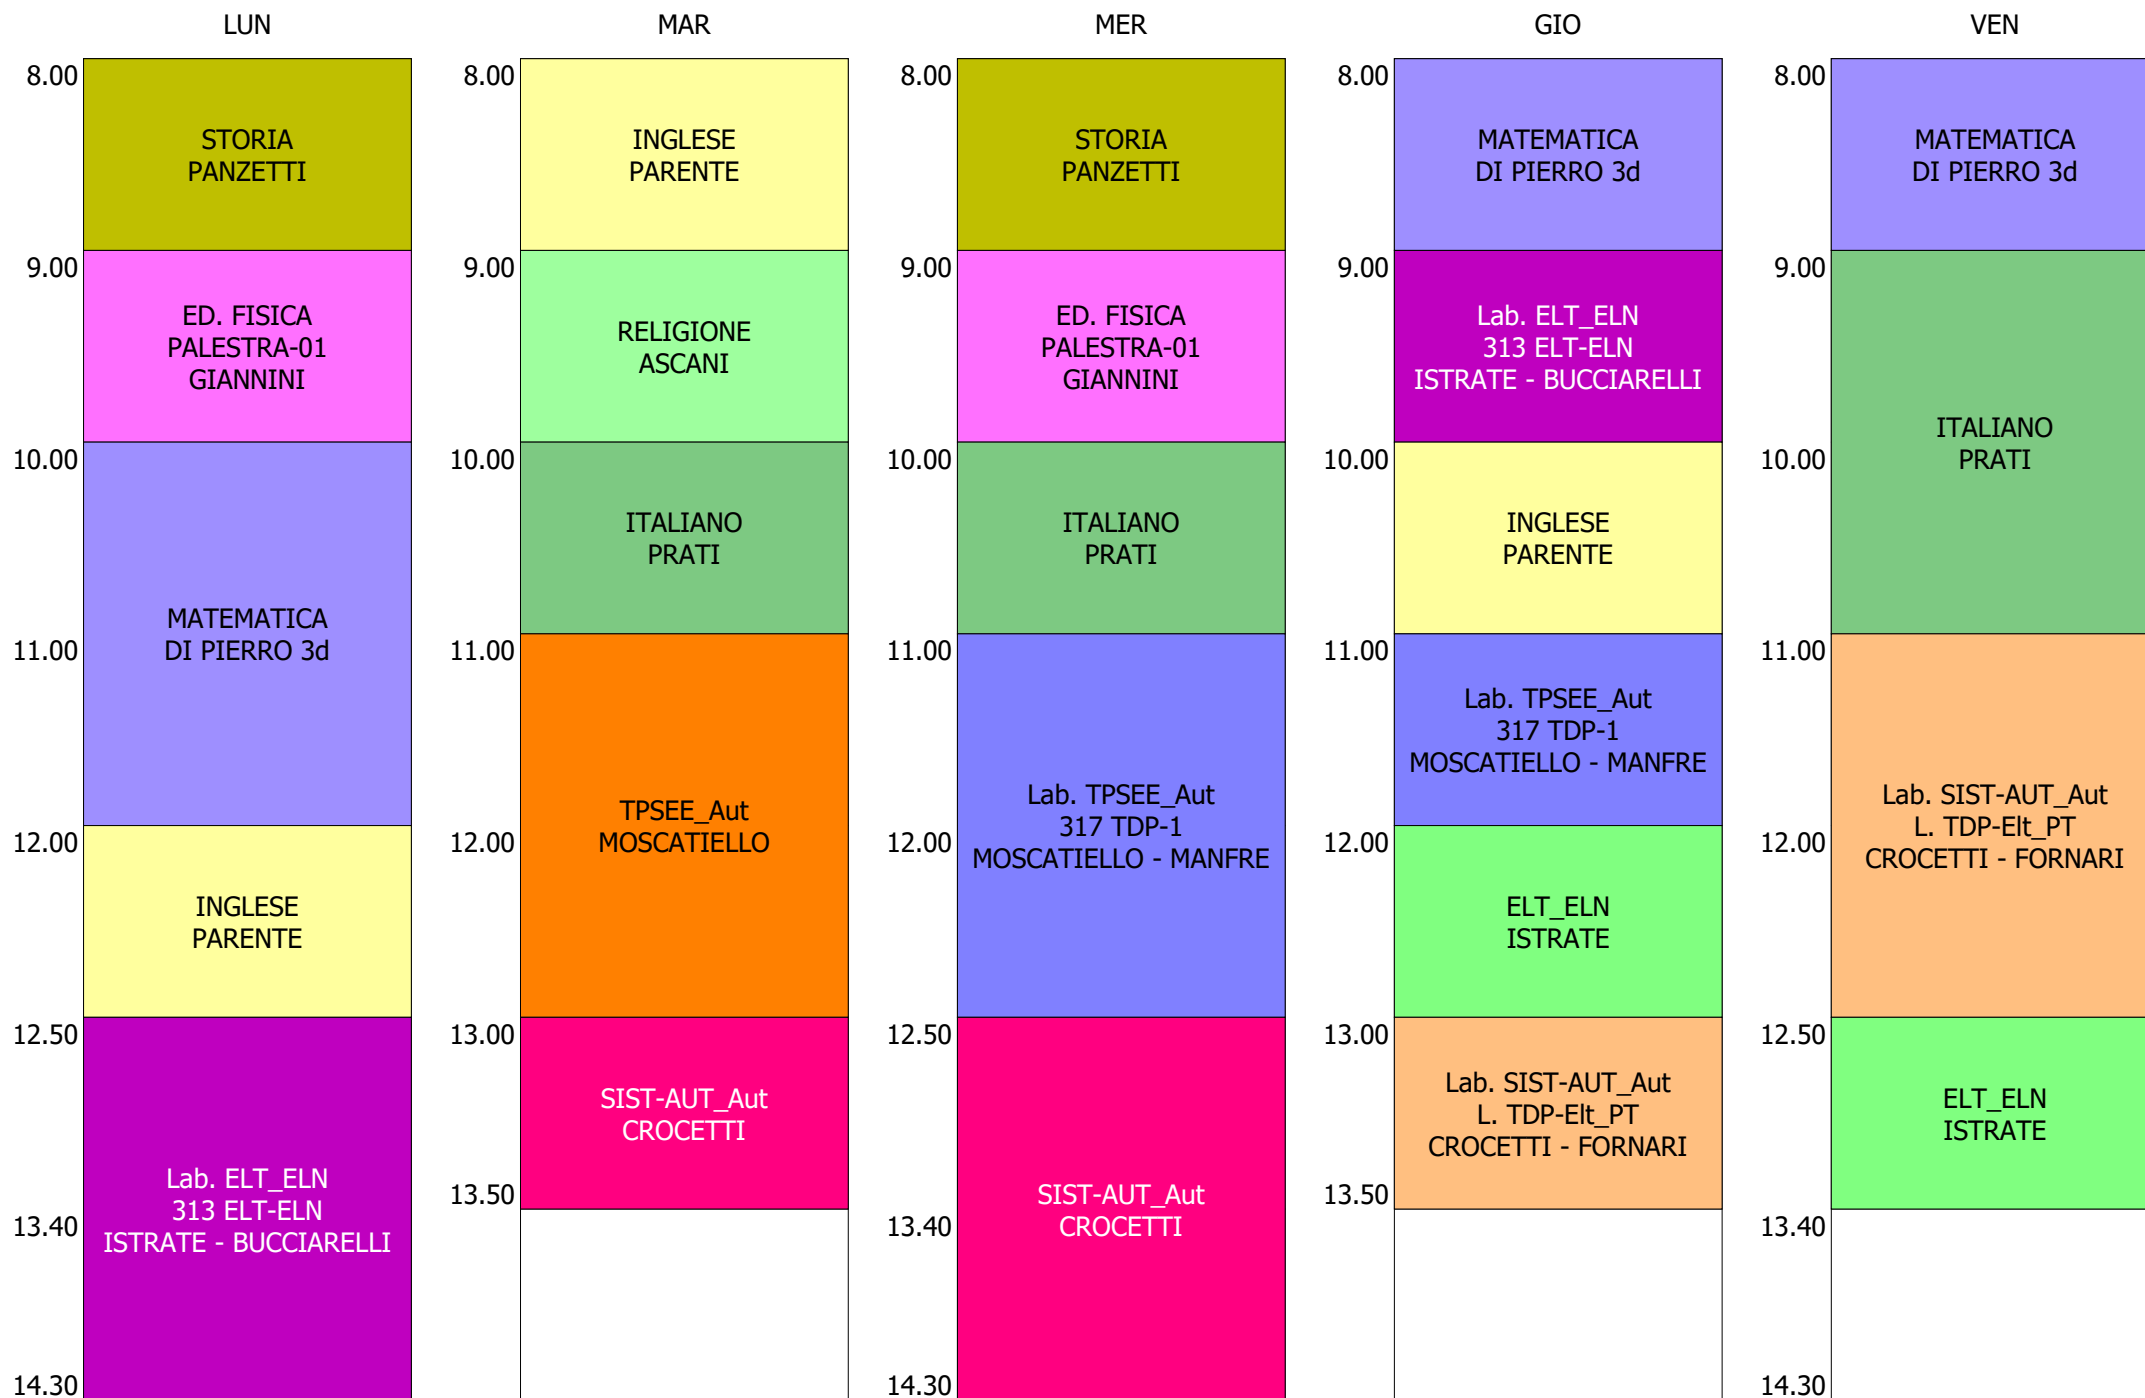 LUN
8.00
STORIA
PANZETTI
9.00
ED. FISICA
PALESTRA-01
GIANNINI
10.00
MATEMATICA
DI PIERRO 3d
11.00
12.00
INGLESE
PARENTE
12.50
Lab. ELT_ELN
313 ELT-ELN
ISTRATE - BUCCIARELLI
13.40
14.30
MAR
8.00
INGLESE
PARENTE
9.00
RELIGIONE
ASCANI
10.00
ITALIANO
PRATI
11.00
TPSEE_Aut
MOSCATIELLO
12.00
13.00
SIST-AUT_Aut
CROCETTI
13.50
MER
8.00
STORIA
PANZETTI
9.00
ED. FISICA
PALESTRA-01
GIANNINI
10.00
ITALIANO
PRATI
11.00
Lab. TPSEE_Aut
317 TDP-1
MOSCATIELLO - MANFRE
12.00
12.50
SIST-AUT_Aut
CROCETTI
13.40
14.30
GIO
8.00
MATEMATICA
DI PIERRO 3d
9.00
Lab. ELT_ELN
313 ELT-ELN
ISTRATE - BUCCIARELLI
10.00
INGLESE
PARENTE
11.00
Lab. TPSEE_Aut
317 TDP-1
MOSCATIELLO - MANFRE
12.00
ELT_ELN
ISTRATE
13.00
Lab. SIST-AUT_Aut
L. TDP-Elt_PT
CROCETTI - FORNARI
13.50
VEN
8.00
MATEMATICA
DI PIERRO 3d
9.00
ITALIANO
PRATI
10.00
11.00
Lab. SIST-AUT_Aut
L. TDP-Elt_PT
CROCETTI - FORNARI
12.00
12.50
ELT_ELN
ISTRATE
13.40
14.30